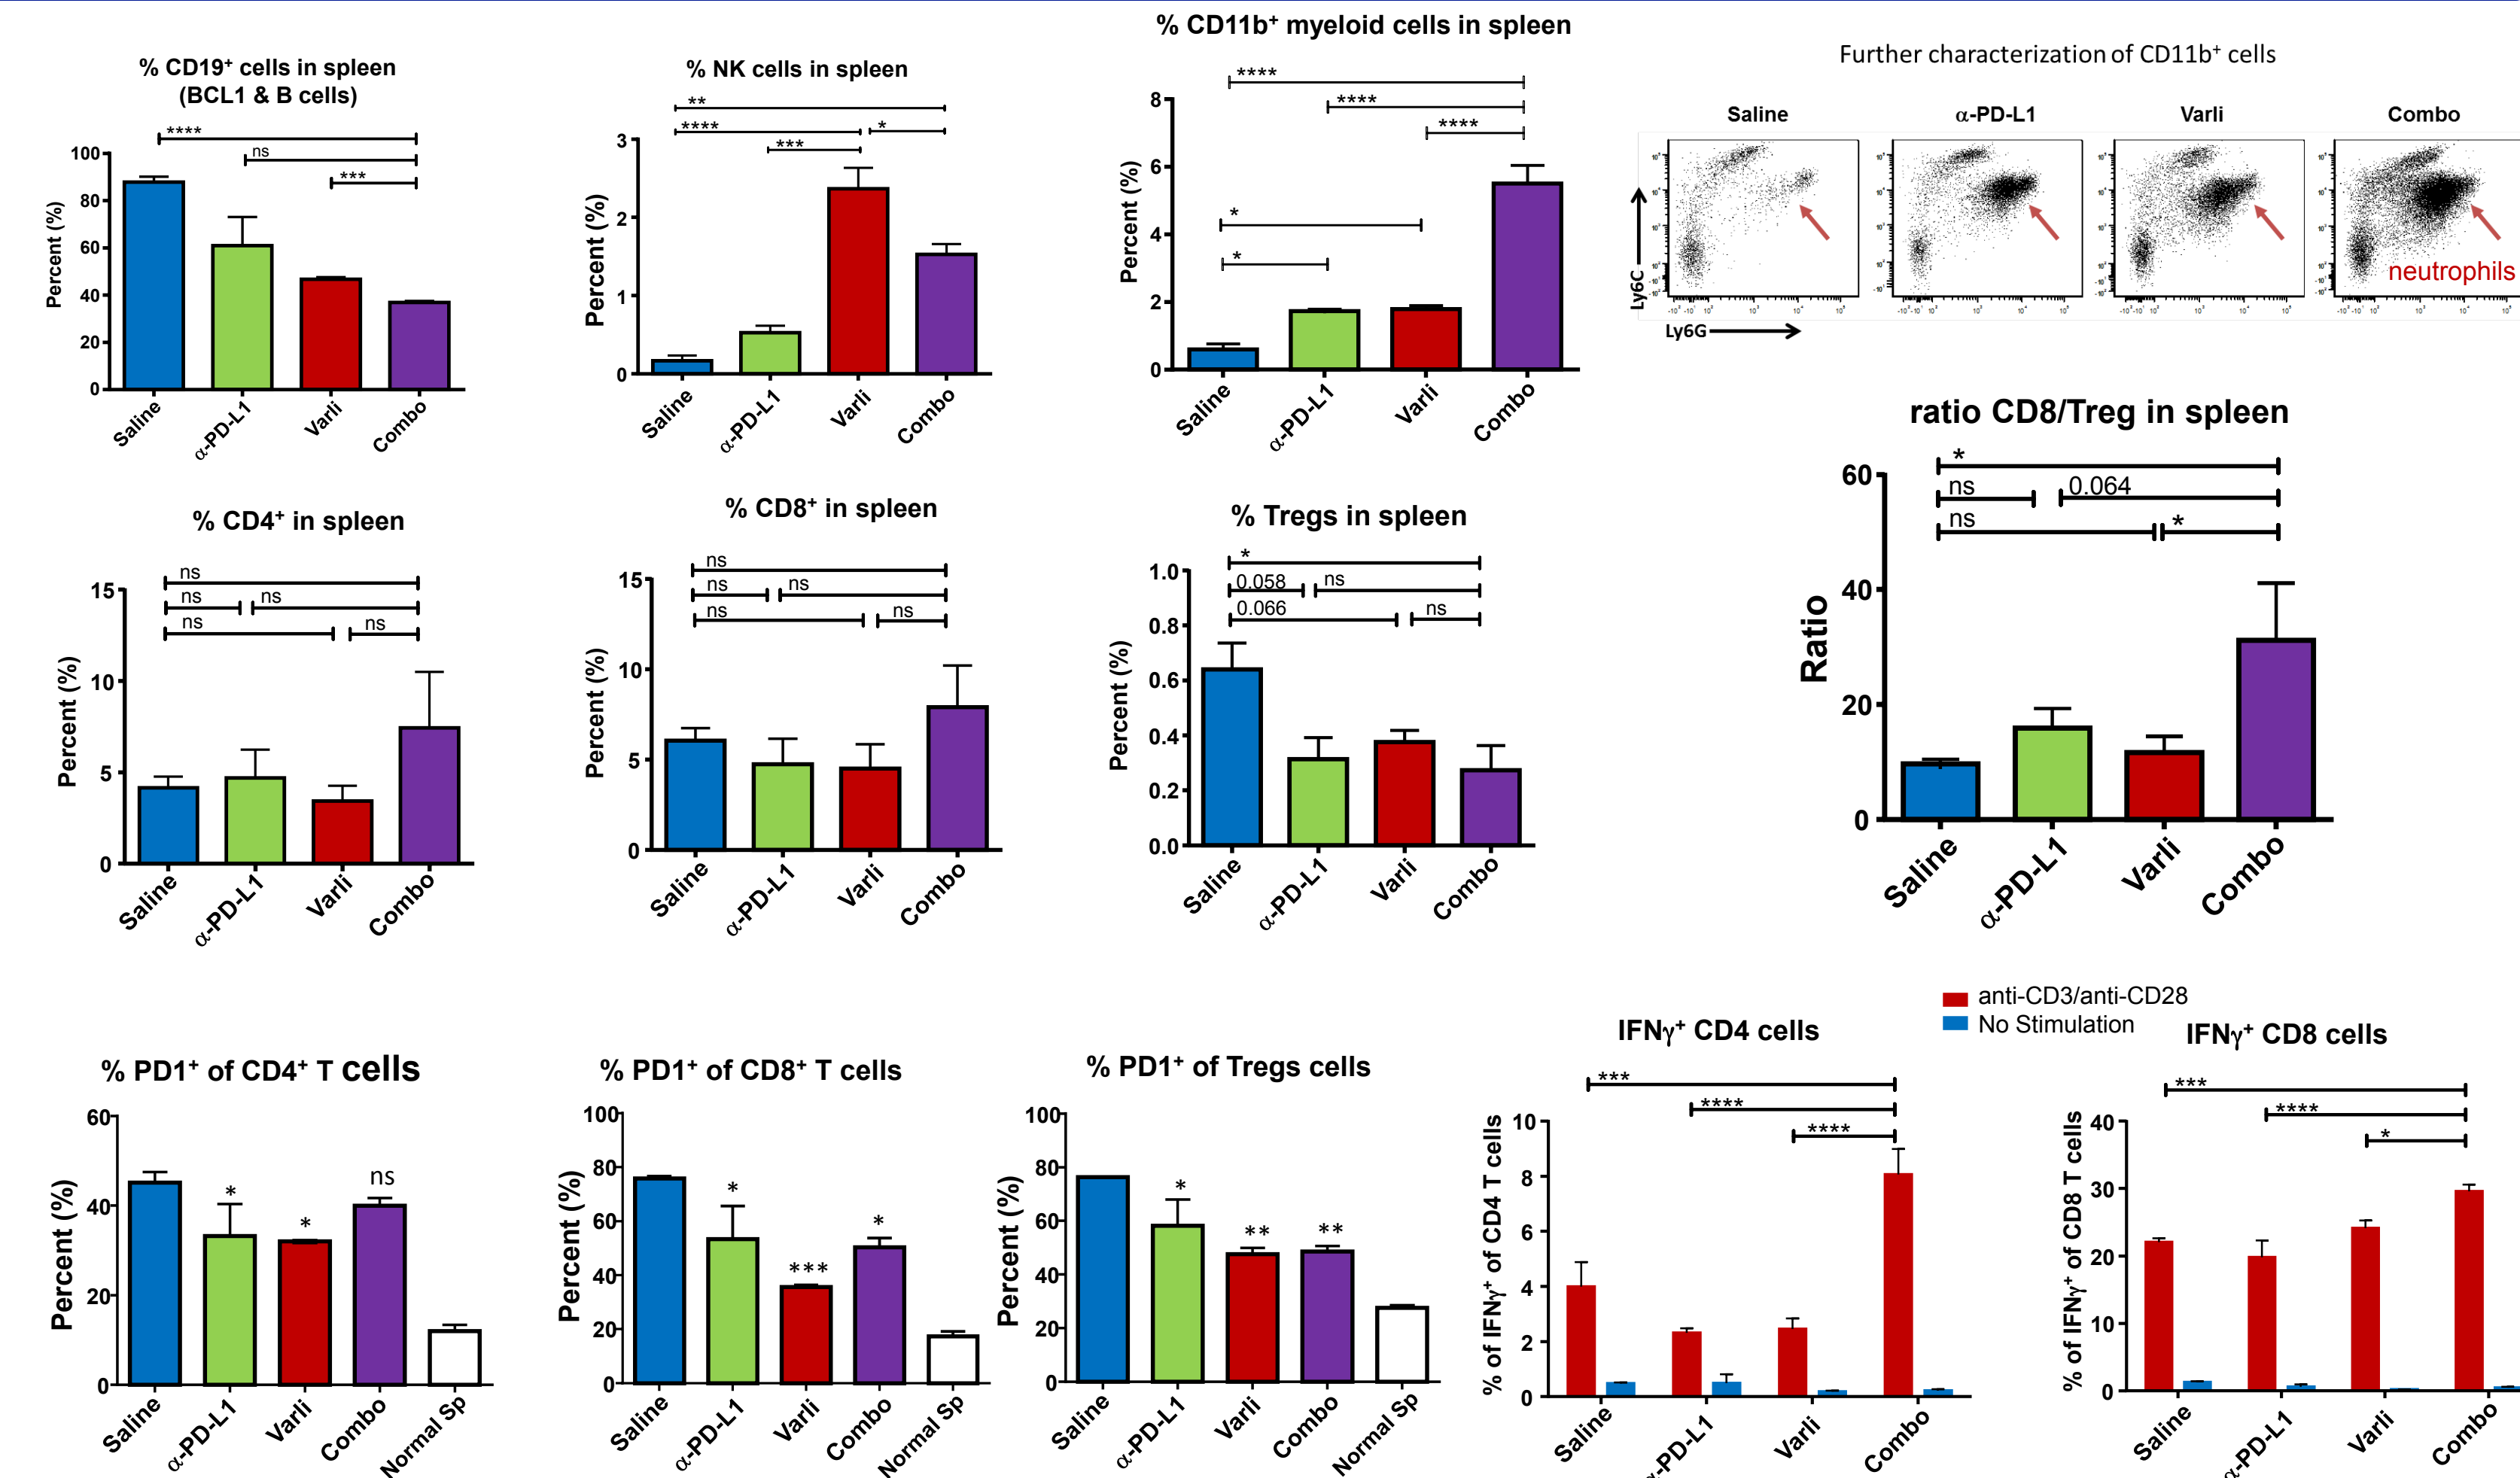 % CD19⁺ cells in spleen
(BCL1 & B cells)
****
ns
***
Percent (%)
100
80
60
40
20
0
Saline
α-PD-L1
Varli
Combo
% NK cells in spleen
**
****
*
***
Percent (%)
3
2
1
0
Saline
α-PD-L1
Varli
Combo
% CD11b⁺ myeloid cells in spleen
****
****
****
*
*
Percent (%)
8
6
4
2
0
Saline
α-PD-L1
Varli
Combo
Further characterization of CD11b⁺ cells
Saline
α-PD-L1
Varli
Combo
neutrophils
Ly6C
Ly6G
% CD4⁺ in spleen
ns
ns ns
ns ns
Percent (%)
15
10
5
0
Saline
α-PD-L1
Varli
Combo
% CD8⁺ in spleen
ns
ns ns
ns ns
Percent (%)
15
10
5
0
Saline
α-PD-L1
Varli
Combo
% Tregs in spleen
*
0.058 ns
0.066 ns
Percent (%)
1.0
0.8
0.6
0.4
0.2
0.0
Saline
α-PD-L1
Varli
Combo
ratio CD8/Treg in spleen
*
ns 0.064
ns *
Ratio
60
40
20
0
Saline
α-PD-L1
Varli
Combo
% PD1⁺ of CD4⁺ T cells
* * ns
Percent (%)
60
40
20
0
Saline
α-PD-L1
Varli
Combo
Normal Sp
% PD1⁺ of CD8⁺ T cells
* *** *
Percent (%)
100
80
60
40
20
0
Saline
α-PD-L1
Varli
Combo
Normal Sp
% PD1⁺ of Tregs cells
* ** **
Percent (%)
100
80
60
40
20
0
Saline
α-PD-L1
Varli
Combo
Normal Sp
anti-CD3/anti-CD28
No Stimulation
IFNγ⁺ CD4 cells
***
****
****
% of IFNγ⁺ of CD4 T cells
10
8
6
4
2
0
Saline
α-PD-L1
Varli
Combo
IFNγ⁺ CD8 cells
***
****
*
% of IFNγ⁺ of CD8 T cells
40
30
20
10
0
Saline
α-PD-L1
Varli
Combo